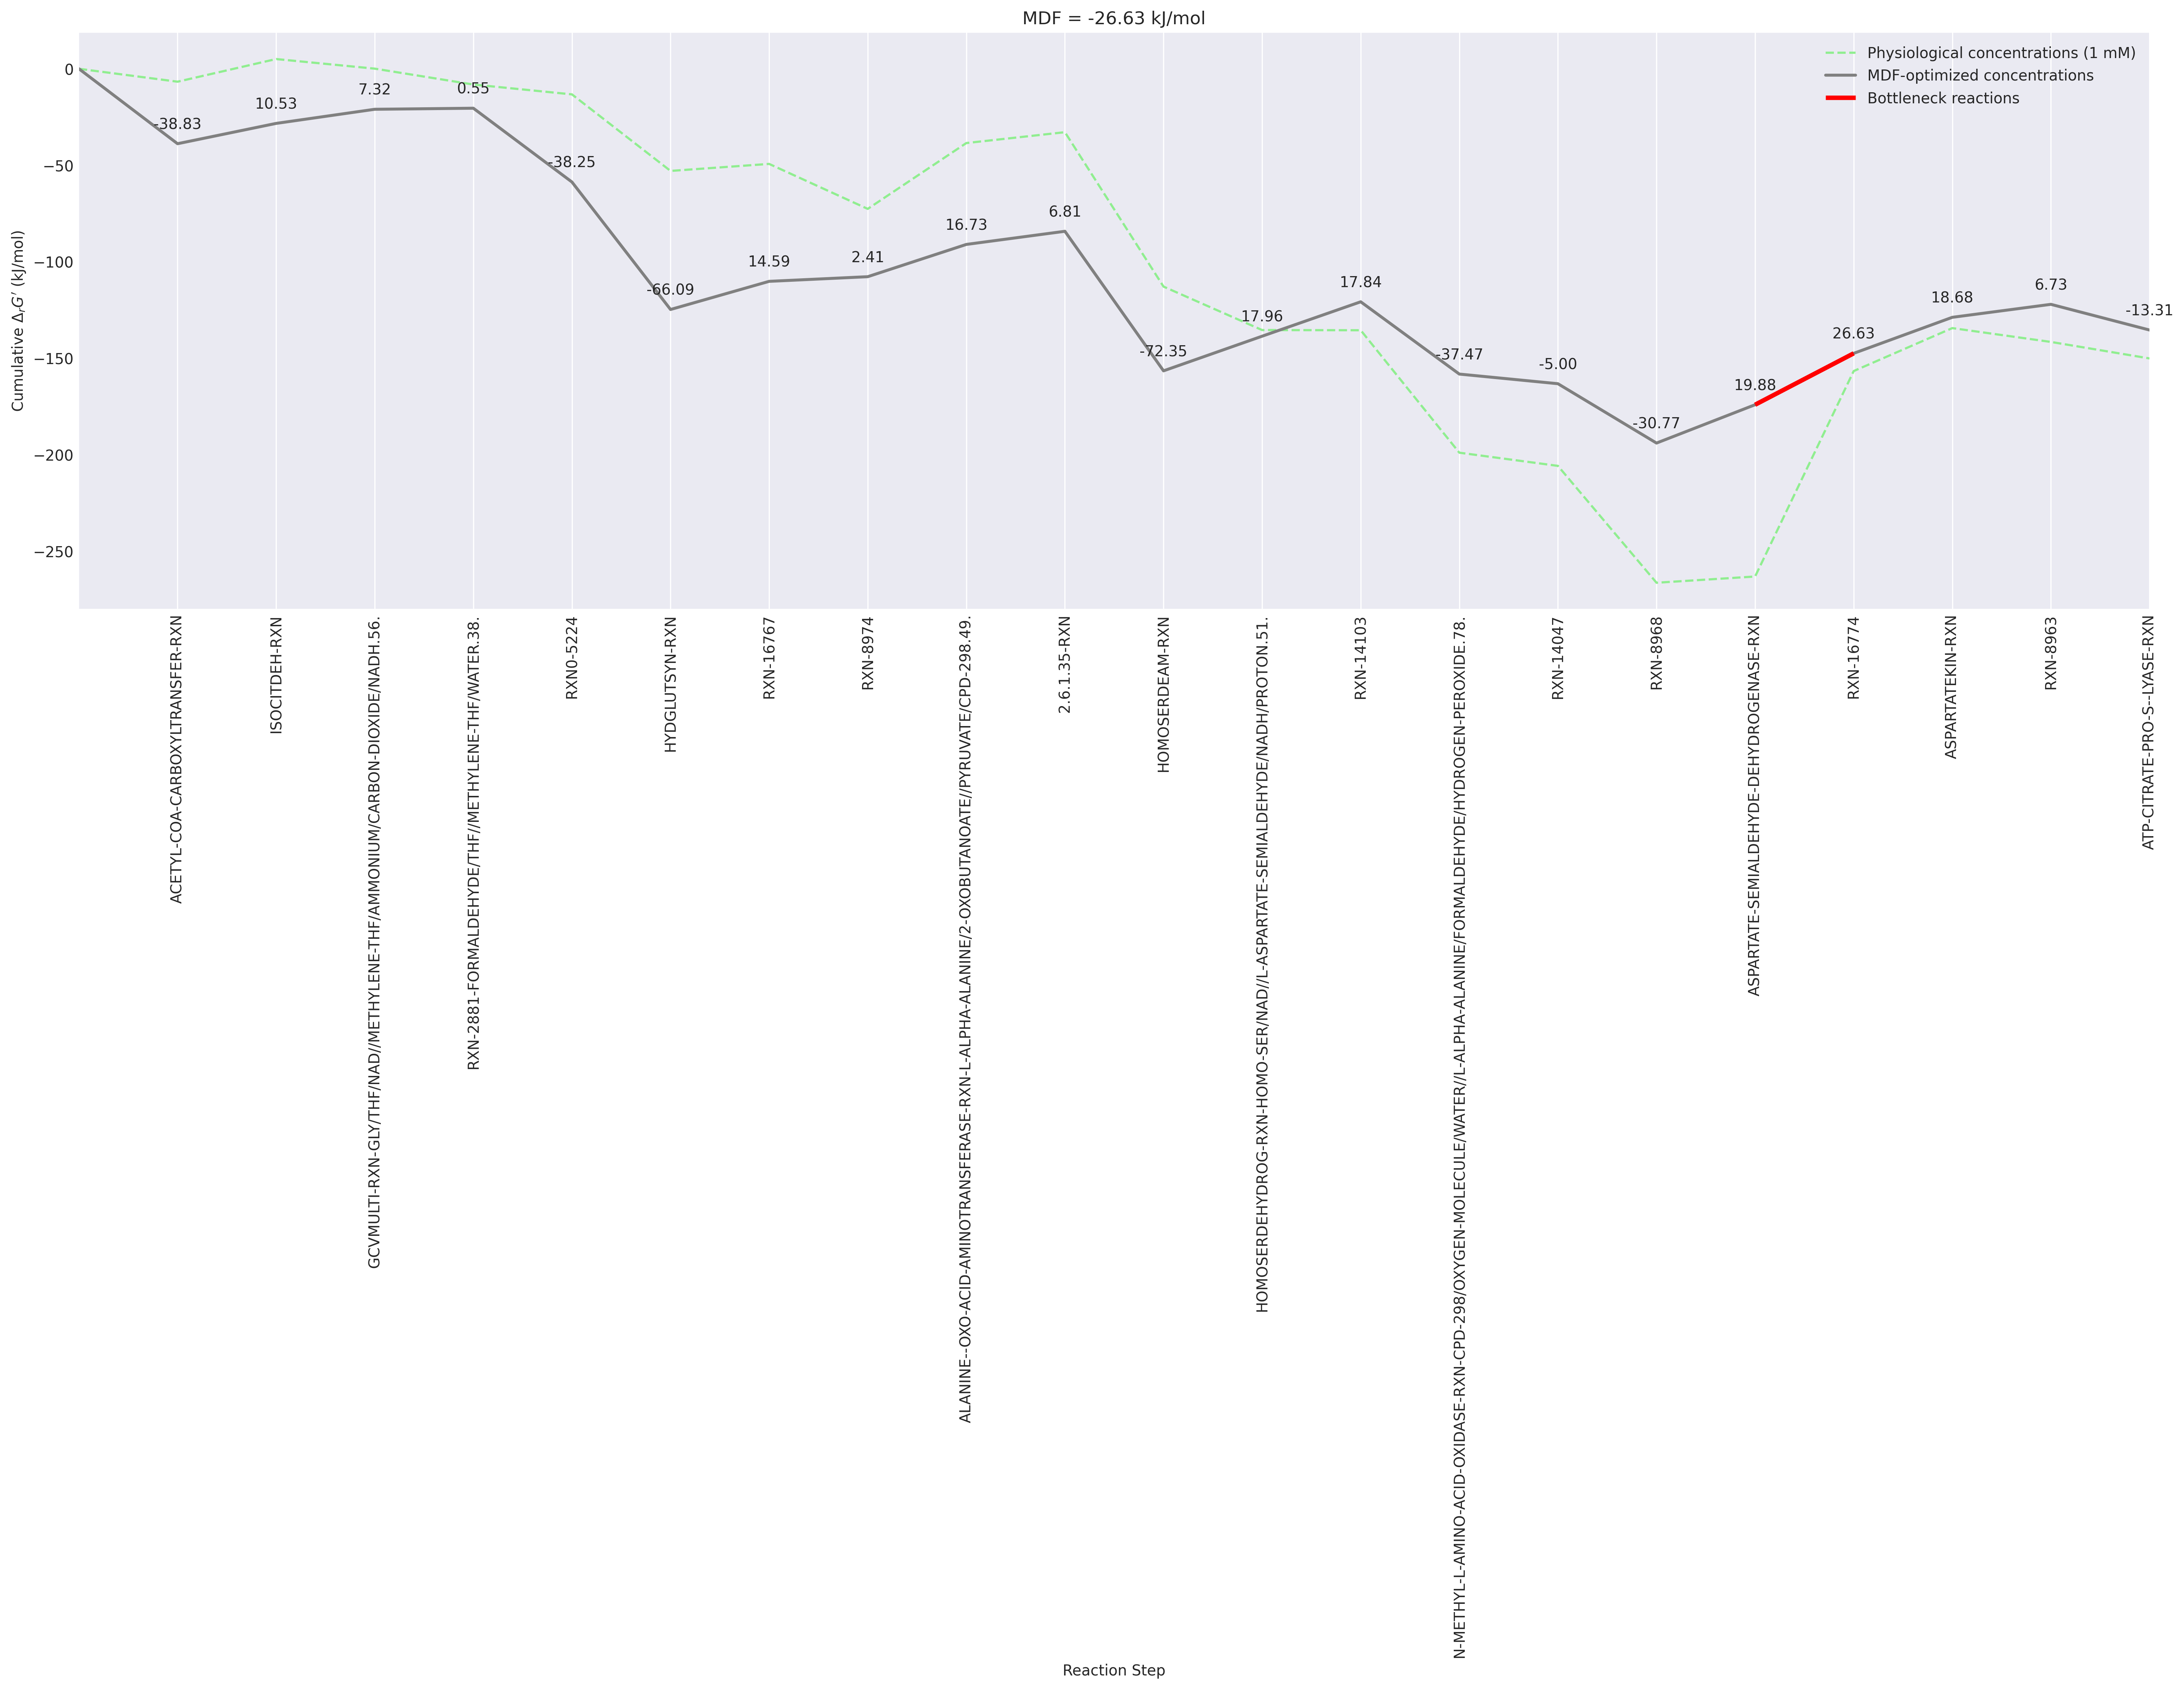 MDF = -26.63 kJ/mol
Physiological concentrations (1 mM)
MDF-optimized concentrations
Bottleneck reactions
Cumulative ΔrG′ (kJ/mol)
0
−50
−100
−150
−200
−250
-38.83
10.53
7.32
0.55
-38.25
-66.09
14.59
2.41
16.73
6.81
-72.35
17.96
17.84
-37.47
-5.00
-30.77
19.88
26.63
18.68
6.73
-13.31
ACETYL-COA-CARBOXYLTRANSFER-RXN
ISOCITDEH-RXN
GCVMULTI-RXN-GLY/THF/NAD//METHYLENE-THF/AMMONIUM/CARBON-DIOXIDE/NADH.56.
RXN-2881-FORMALDEHYDE/THF//METHYLENE-THF/WATER.38.
RXN0-5224
HYDGLUTSYN-RXN
RXN-16767
RXN-8974
ALANINE--OXO-ACID-AMINOTRANSFERASE-RXN-L-ALPHA-ALANINE/2-OXOBUTANOATE//PYRUVATE/CPD-298.49.
2.6.1.35-RXN
HOMOSERDEAM-RXN
HOMOSERDEHYDROG-RXN-HOMO-SER/NAD//L-ASPARTATE-SEMIALDEHYDE/NADH/PROTON.51.
RXN-14103
N-METHYL-L-AMINO-ACID-OXIDASE-RXN-CPD-298/OXYGEN-MOLECULE/WATER//L-ALPHA-ALANINE/FORMALDEHYDE/HYDROGEN-PEROXIDE.78.
RXN-14047
RXN-8968
ASPARTATE-SEMIALDEHYDE-DEHYDROGENASE-RXN
RXN-16774
ASPARTATEKIN-RXN
RXN-8963
ATP-CITRATE-PRO-S--LYASE-RXN
Reaction Step